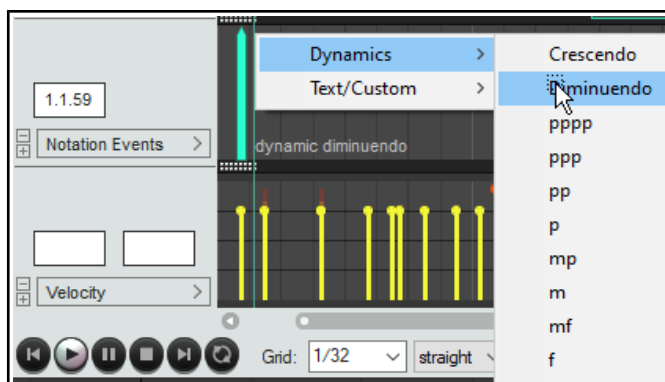 Dynamics >
Text/Custom >
Crescendo
Diminuendo
pppp
ppp
pp
p
mp
m
mf
f
1.1.59
Notation Events >
dynamic diminuendo
Velocity >
Grid: 1/32 straight